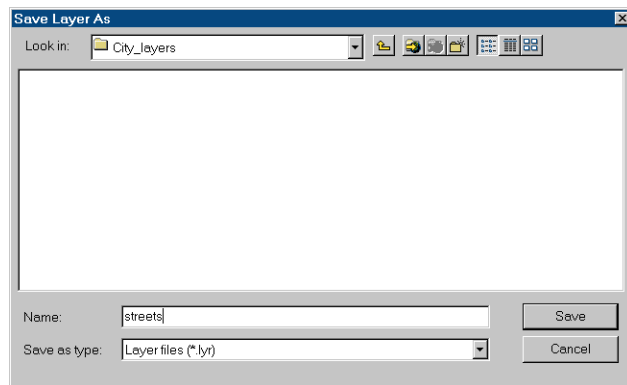 Save Layer As
Look in: City_layers
Name: streets Save
Save as type: Layer files (*.lyr) Cancel